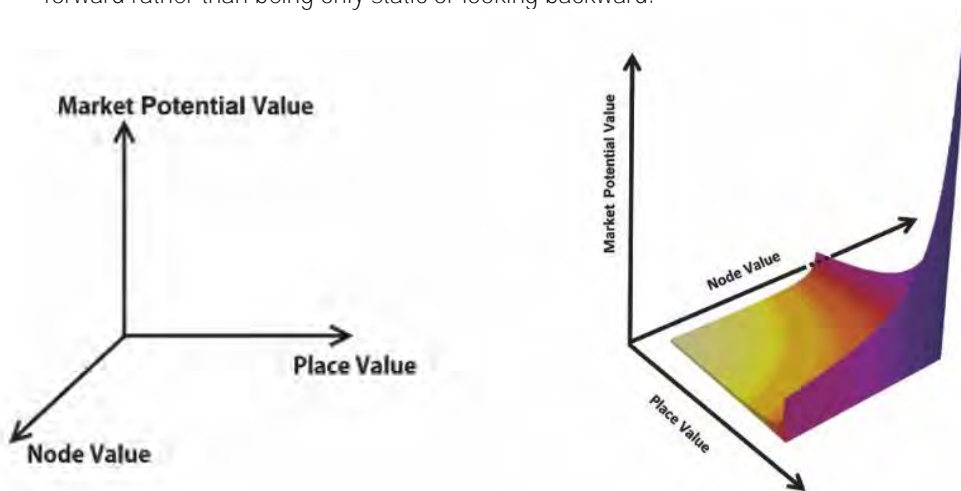 forward rather than being only static or looking backward.
Market Potential Value
Place Value
Node Value
Market Potential Value
Node Value
Place Value